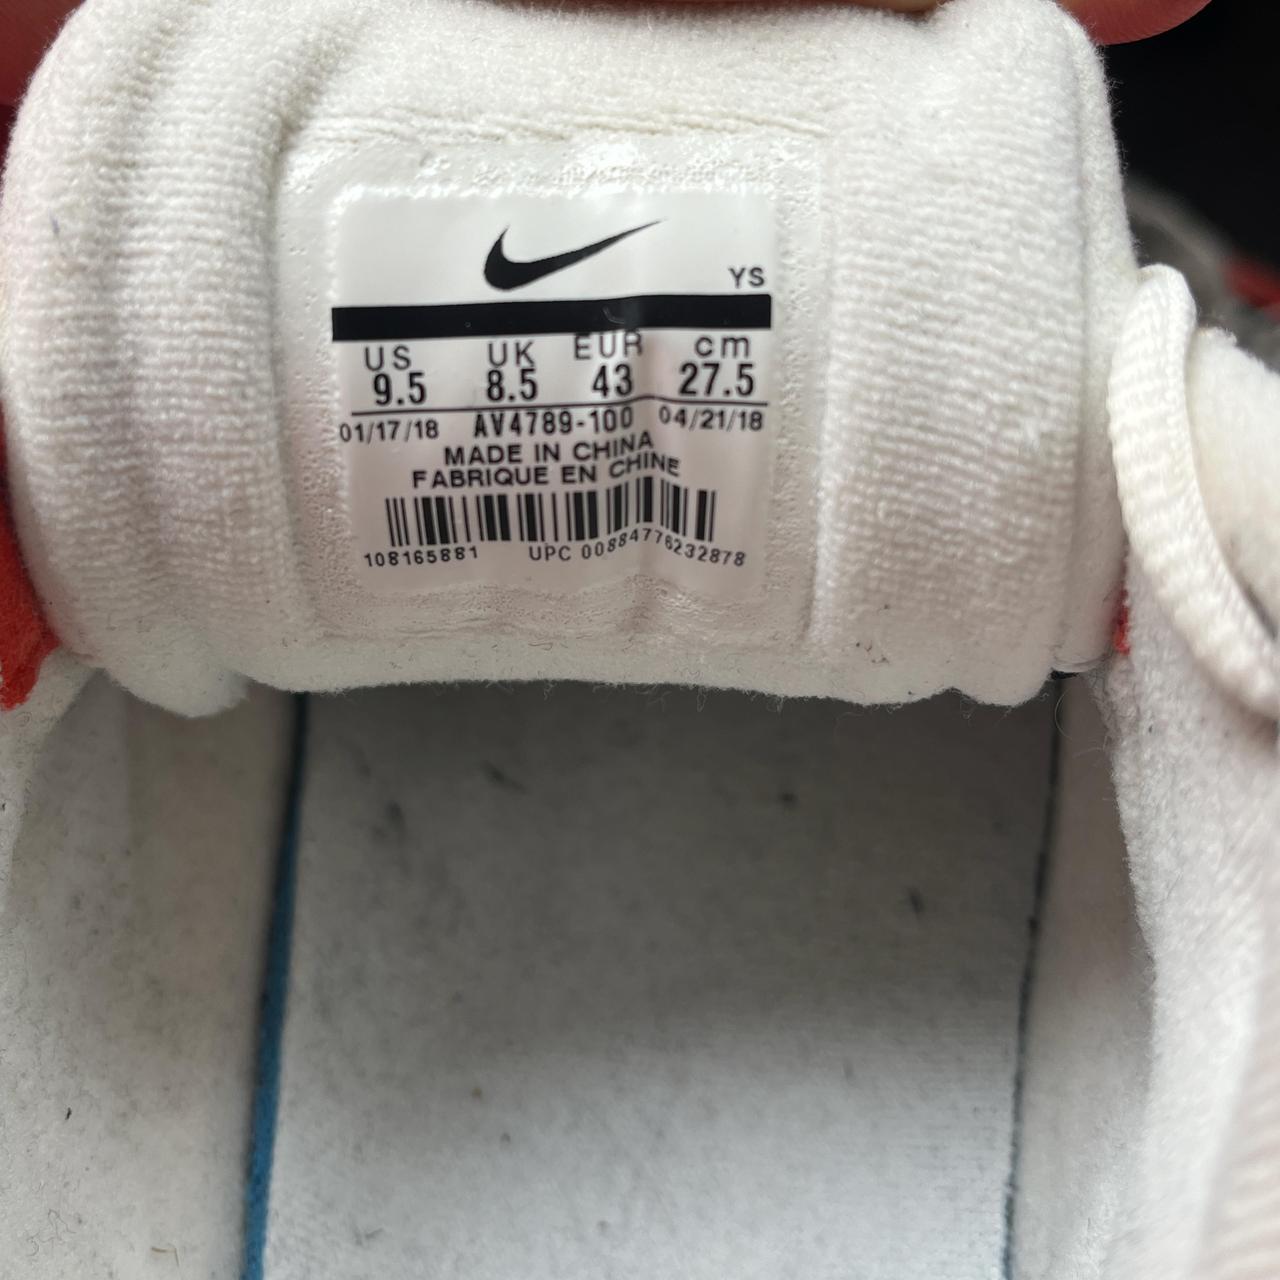 YS
US UK EUR cm
9.5 8.5 43 27.5
01/17/18 AV4789-100 04/21/18
MADE IN CHINA
FABRIQUE EN CHINE
108165881 UPC 00884776232878